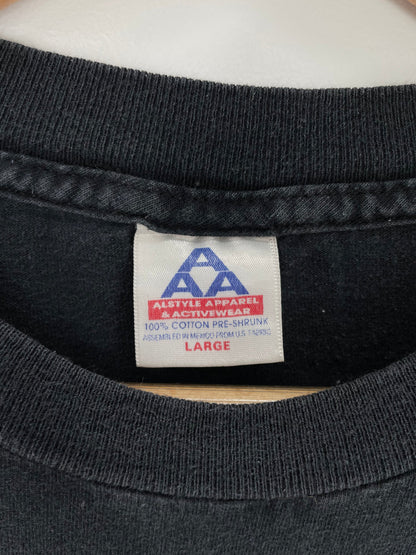 AAA
ALSTYLE APPAREL
& ACTIVEWEAR
100% COTTON PRE-SHRUNK
ASSEMBLED IN MEXICO FROM U.S. FABRIC
LARGE